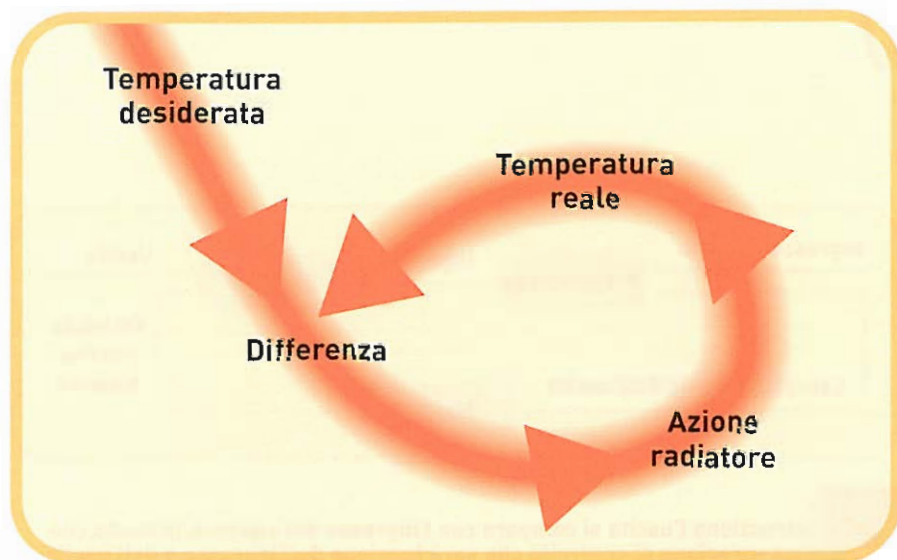 Temperatura
desiderata
Temperatura
reale
Differenza
Azione
radiatore